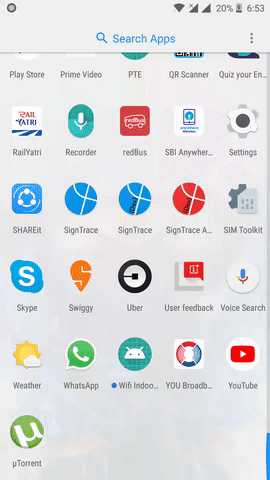 20% 6:53
Search Apps
Play Store Prime Video PTE QR Scanner Quiz your En...
RAIL YATRI redBus SBI anywhere
RailYatri Recorder redBus SBI Anywher... Settings
SHAREit SignTrace SignTrace SignTrace A... SIM Toolkit
Skype Swiggy Uber User feedback Voice Search
Weather WhatsApp Wifi Indoo... YOU Broadb... YouTube
µTorrent